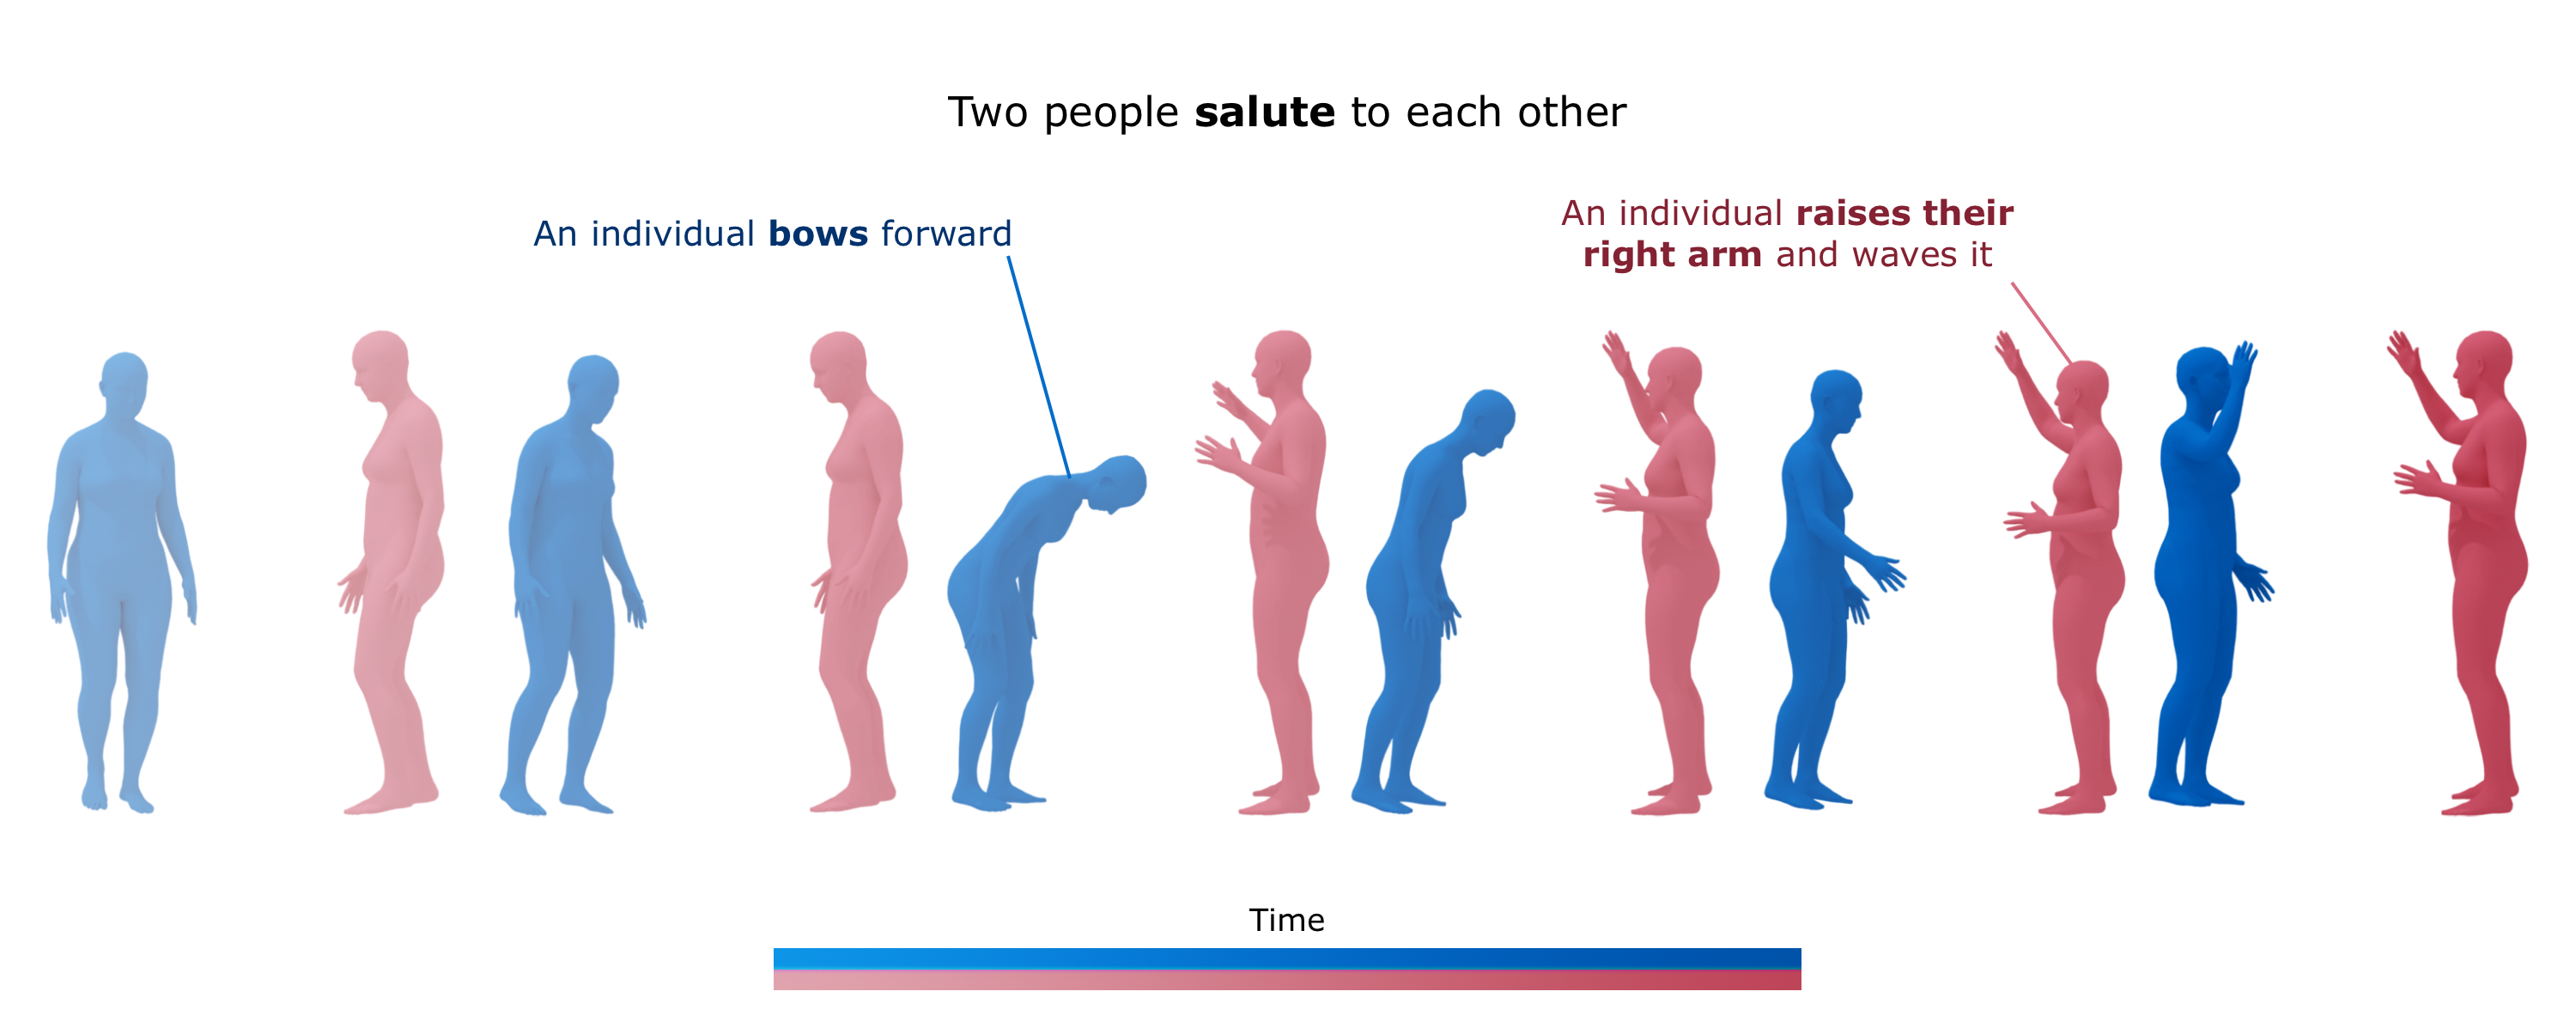 Two people salute to each other
An individual bows forward
An individual raises their
right arm and waves it
Time